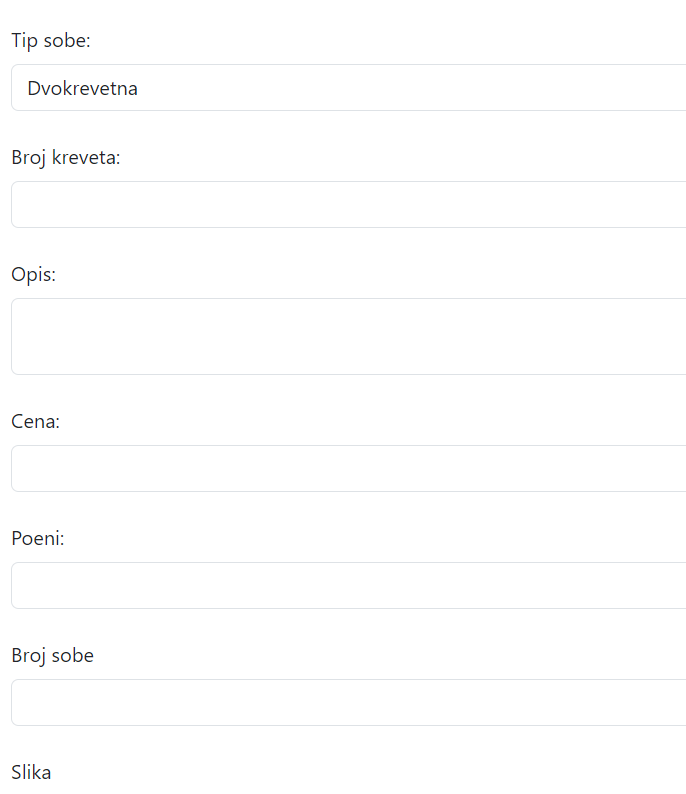 Tip sobe:
Dvokrevetna
Broj kreveta:
Opis:
Cena:
Poeni:
Broj sobe
Slika